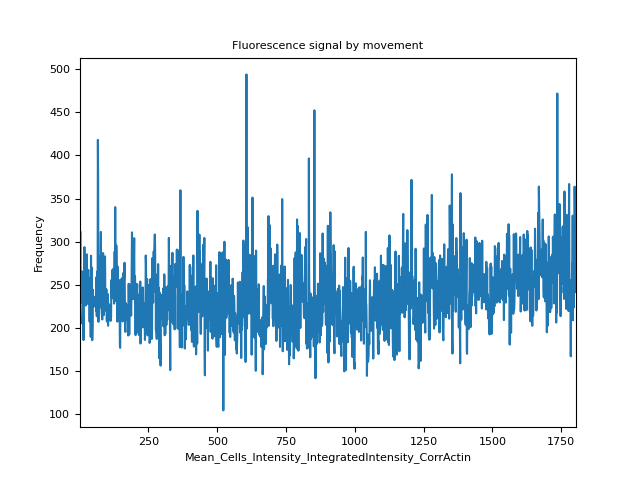 Fluorescence signal by movement
500
450
400
350
300
250
200
150
100
Frequency
250 500 750 1000 1250 1500 1750
Mean_Cells_Intensity_IntegratedIntensity_CorrActin